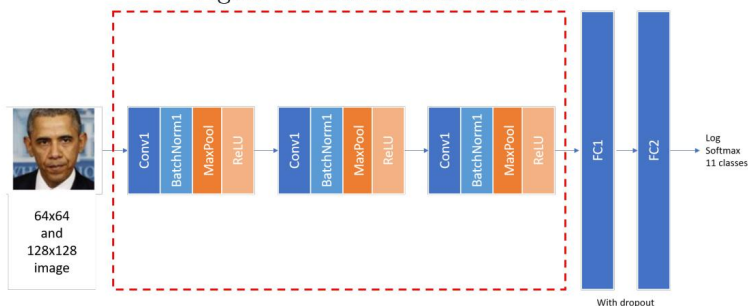 64x64
and
128x128
image
Conv1
BatchNorm1
MaxPool
ReLU
Conv1
BatchNorm1
MaxPool
ReLU
Conv1
BatchNorm1
MaxPool
ReLU
FC1
FC2
Log
Softmax
11 classes
With dropout